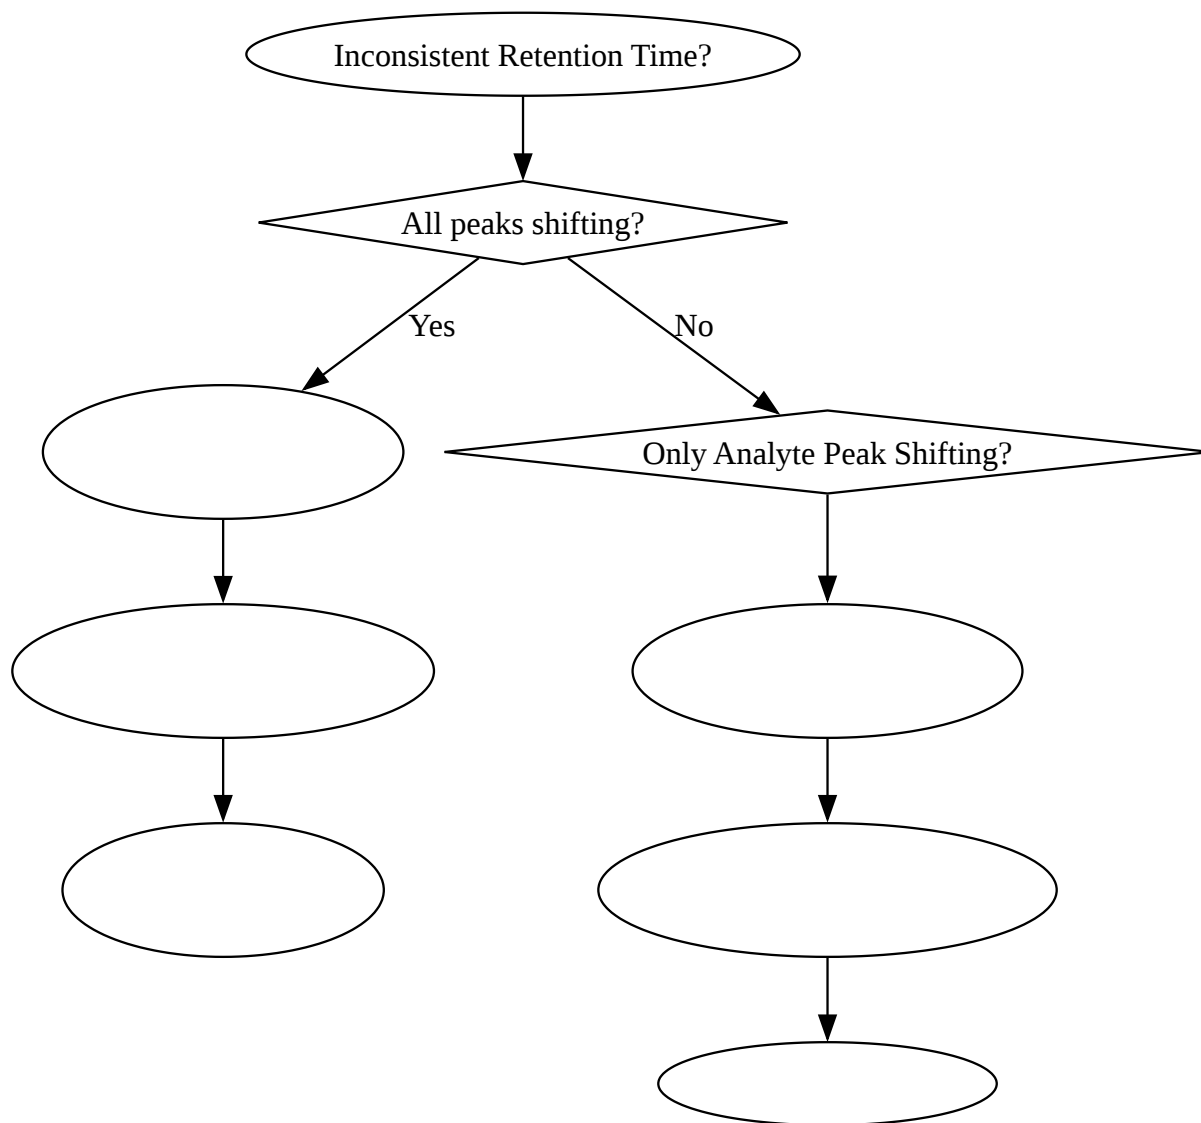 Inconsistent Retention Time?
All peaks shifting?
Yes
No
Only Analyte Peak Shifting?